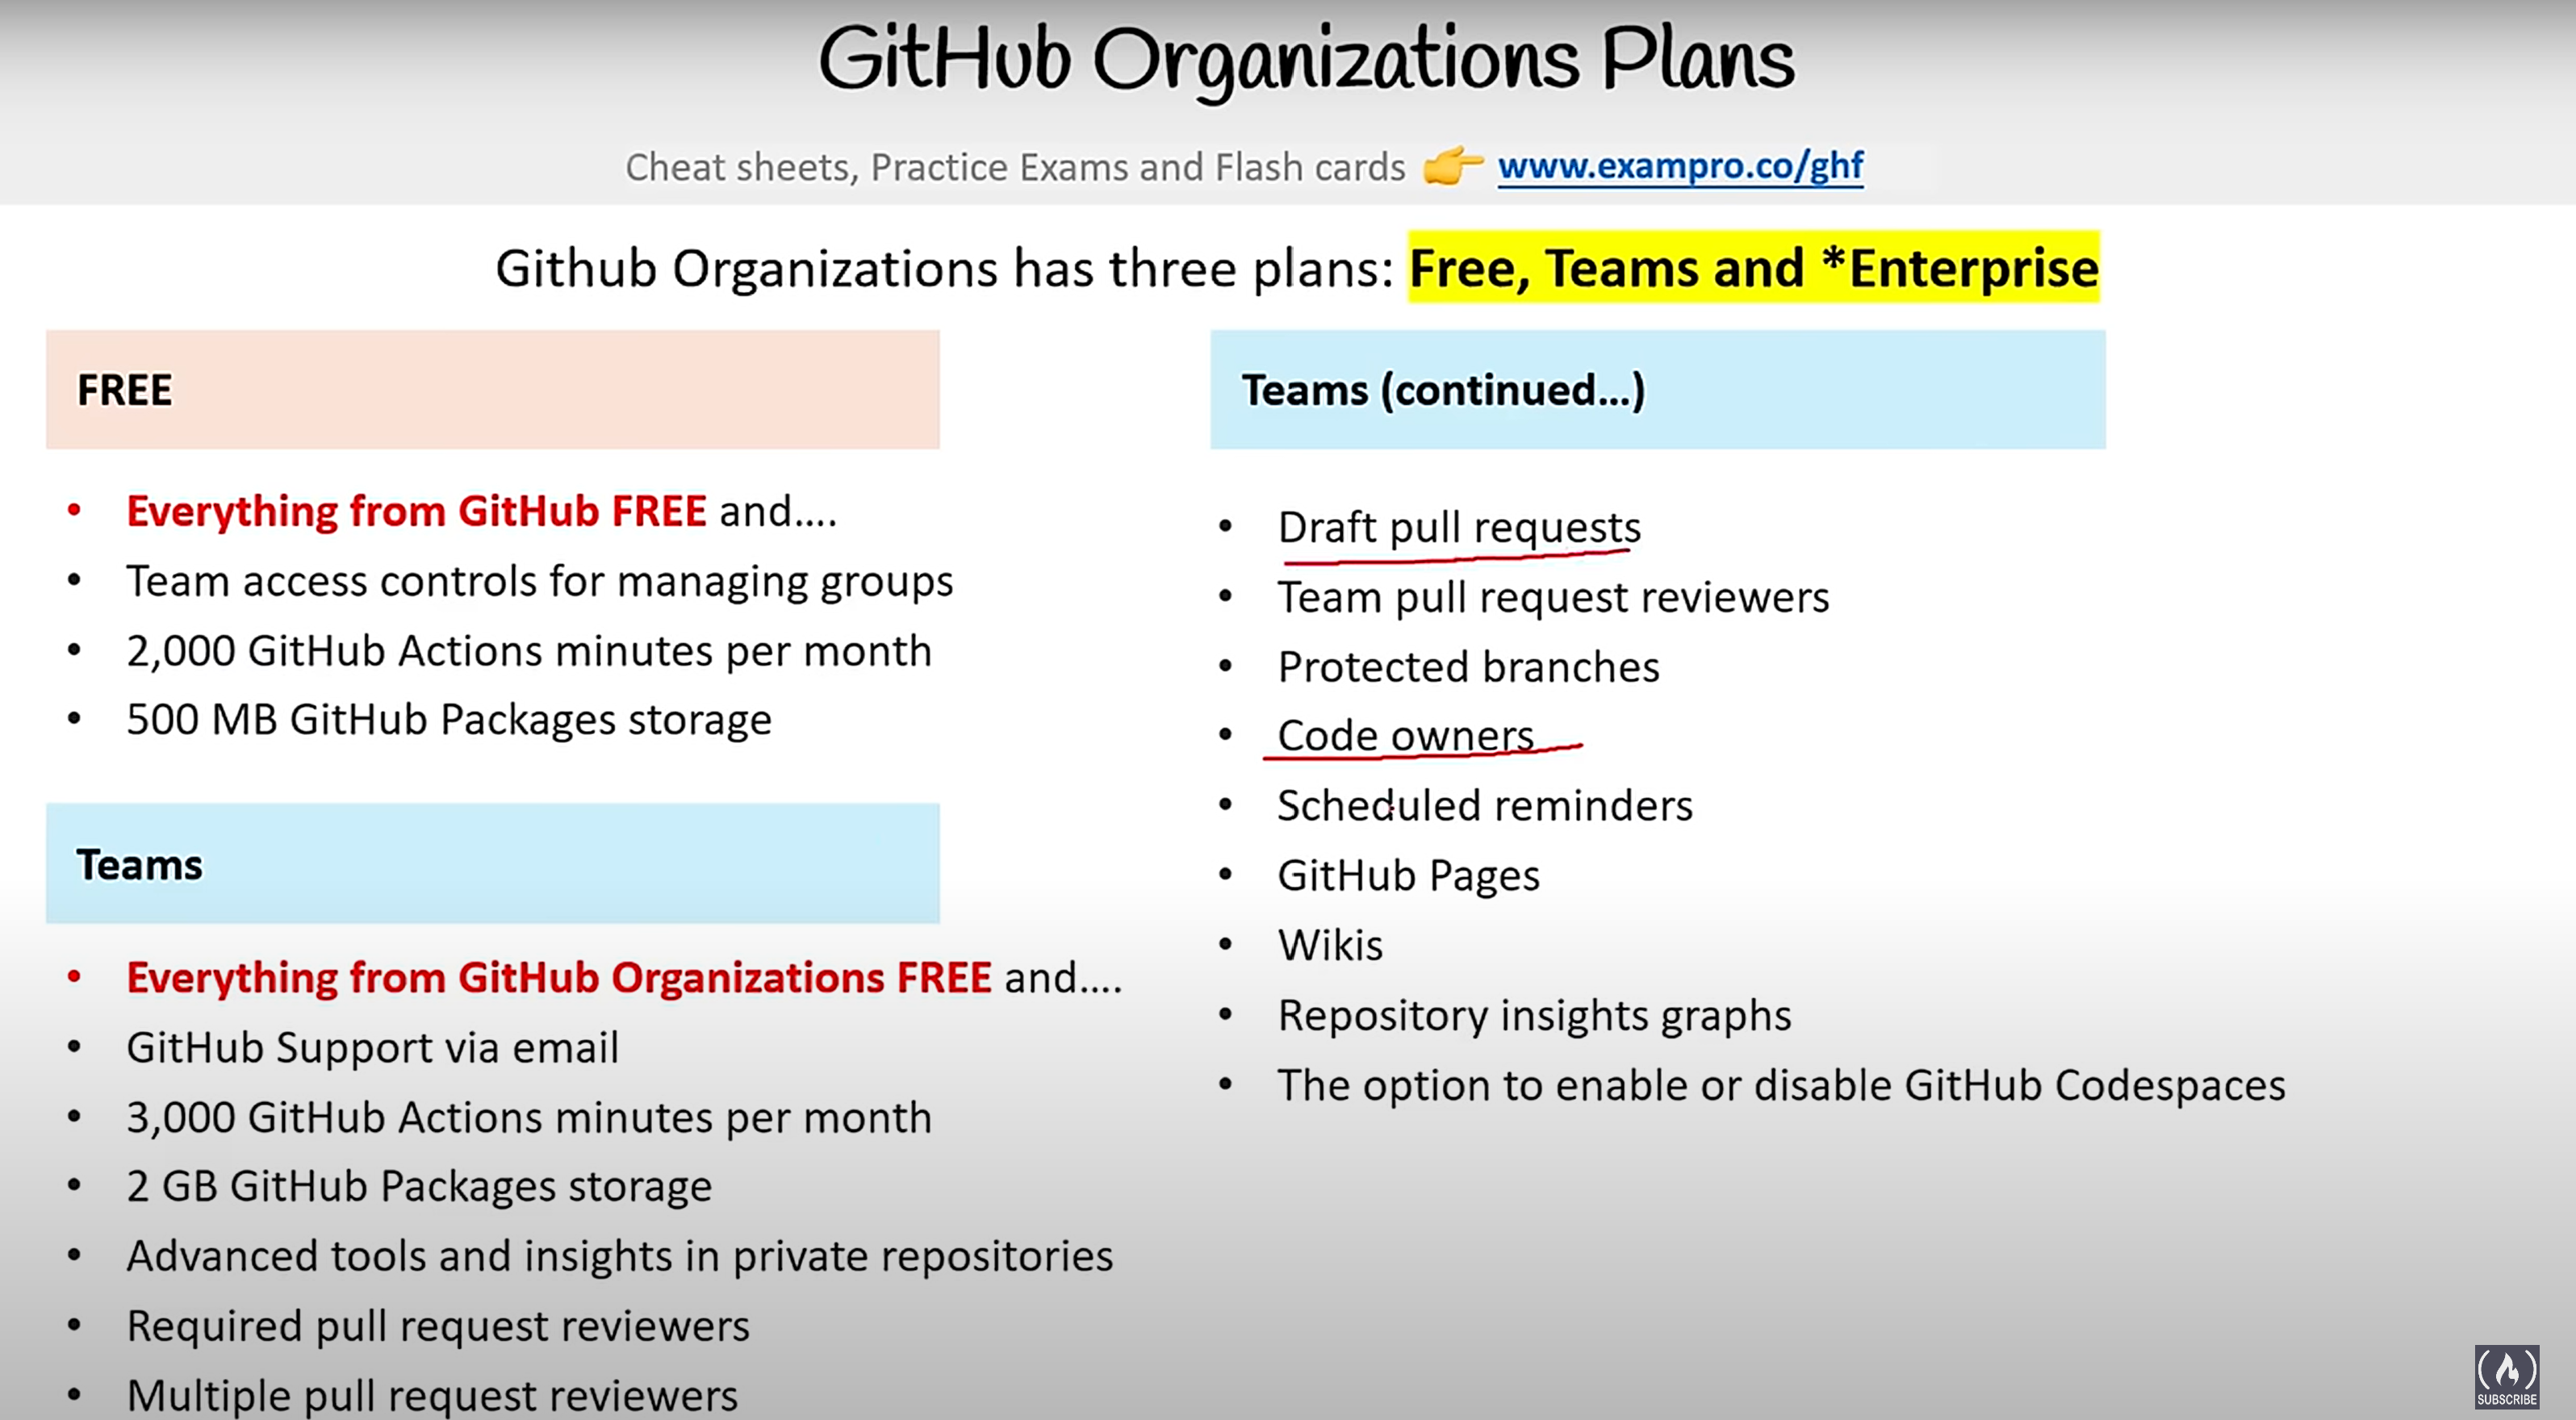 GitHub Organizations Plans
Cheat sheets, Practice Exams and Flash cards 👉 www.exampro.co/ghf
Github Organizations has three plans: Free, Teams and *Enterprise
FREE
• Everything from GitHub FREE and....
• Team access controls for managing groups
• 2,000 GitHub Actions minutes per month
• 500 MB GitHub Packages storage
Teams
• Everything from GitHub Organizations FREE and....
• GitHub Support via email
• 3,000 GitHub Actions minutes per month
• 2 GB GitHub Packages storage
• Advanced tools and insights in private repositories
• Required pull request reviewers
• Multiple pull request reviewers
Teams (continued...)
• Draft pull requests
• Team pull request reviewers
• Protected branches
• Code owners
• Scheduled reminders
• GitHub Pages
• Wikis
• Repository insights graphs
• The option to enable or disable GitHub Codespaces
SUBSCRIBE